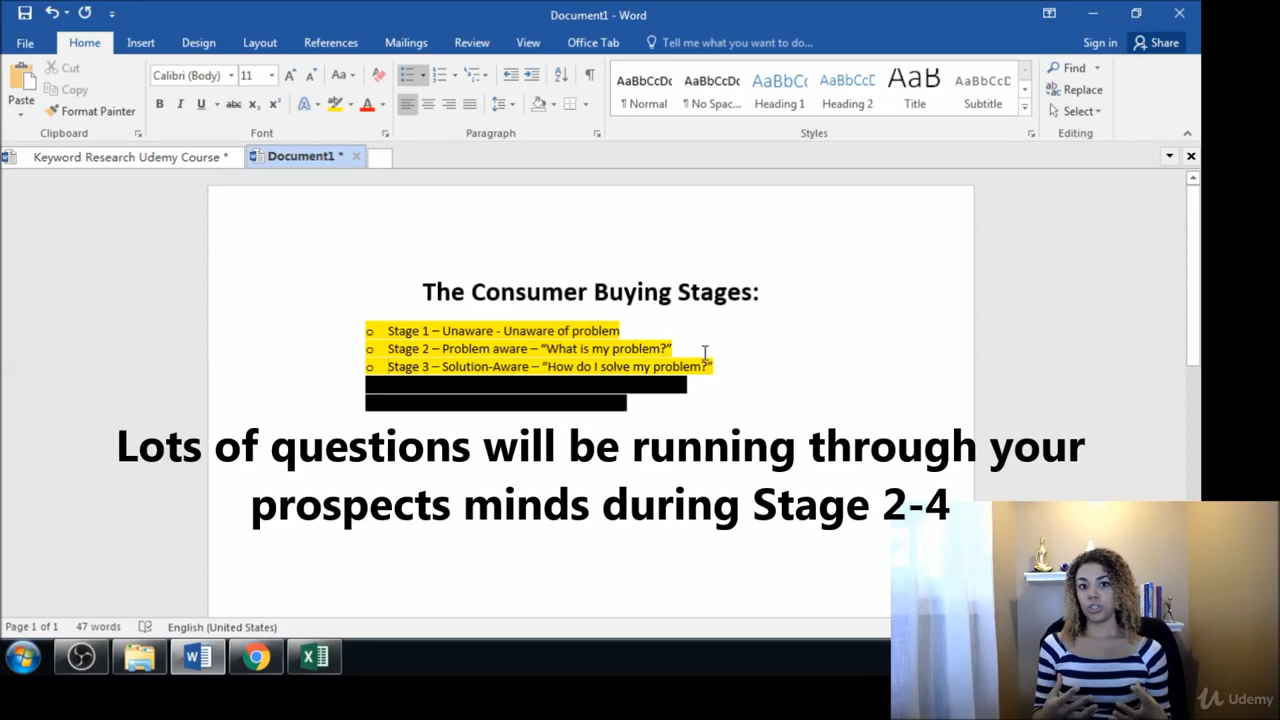 Document1 - Word
File Home Insert Design Layout References Mailings Review View Office Tab Tell me what you want to do... Sign in Share
Cut
Copy
Format Painter
Paste
Clipboard
Calibri (Body) 11
Font
Paragraph
AaBbCcDc AaBbCcDc AaBbC AaBbCcD AaB AaBbCcD
¶ Normal ¶ No Spac... Heading 1 Heading 2 Title Subtitle
Styles
Find
Replace
Select
Editing
Keyword Research Udemy Course * Document1 *
The Consumer Buying Stages:
o Stage 1 – Unaware - Unaware of problem
o Stage 2 – Problem aware – “What is my problem?”
o Stage 3 – Solution-Aware – “How do I solve my problem?”
Lots of questions will be running through your
prospects minds during Stage 2-4
Page 1 of 1 47 words English (United States)
Udemy